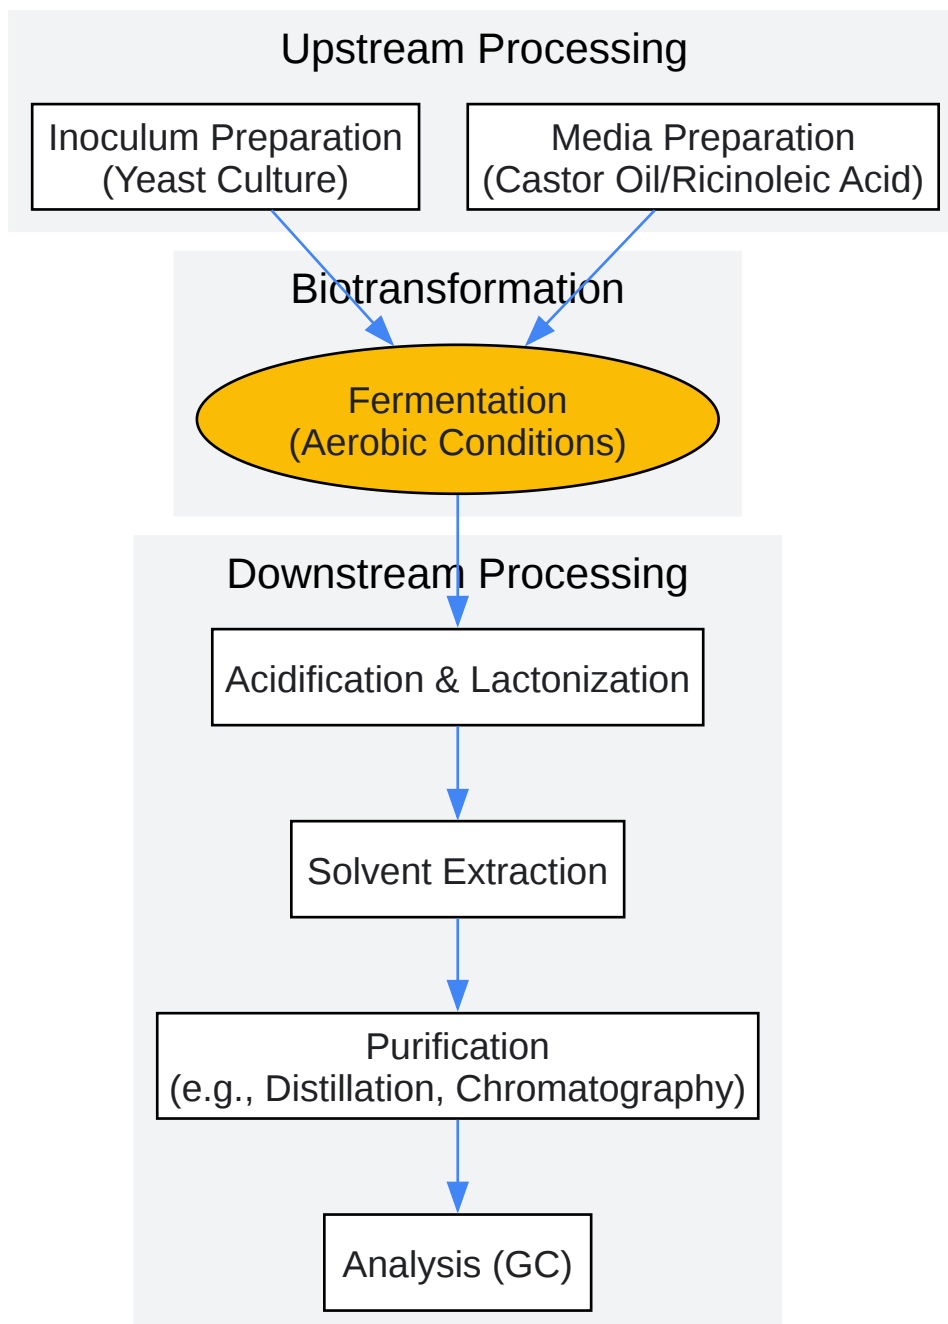 Upstream Processing
Inoculum Preparation
(Yeast Culture)
Media Preparation
(Castor Oil/Ricinoleic Acid)
Biotransformation
Fermentation
(Aerobic Conditions)
Downstream Processing
Acidification & Lactonization
Solvent Extraction
Purification
(e.g., Distillation, Chromatography)
Analysis (GC)